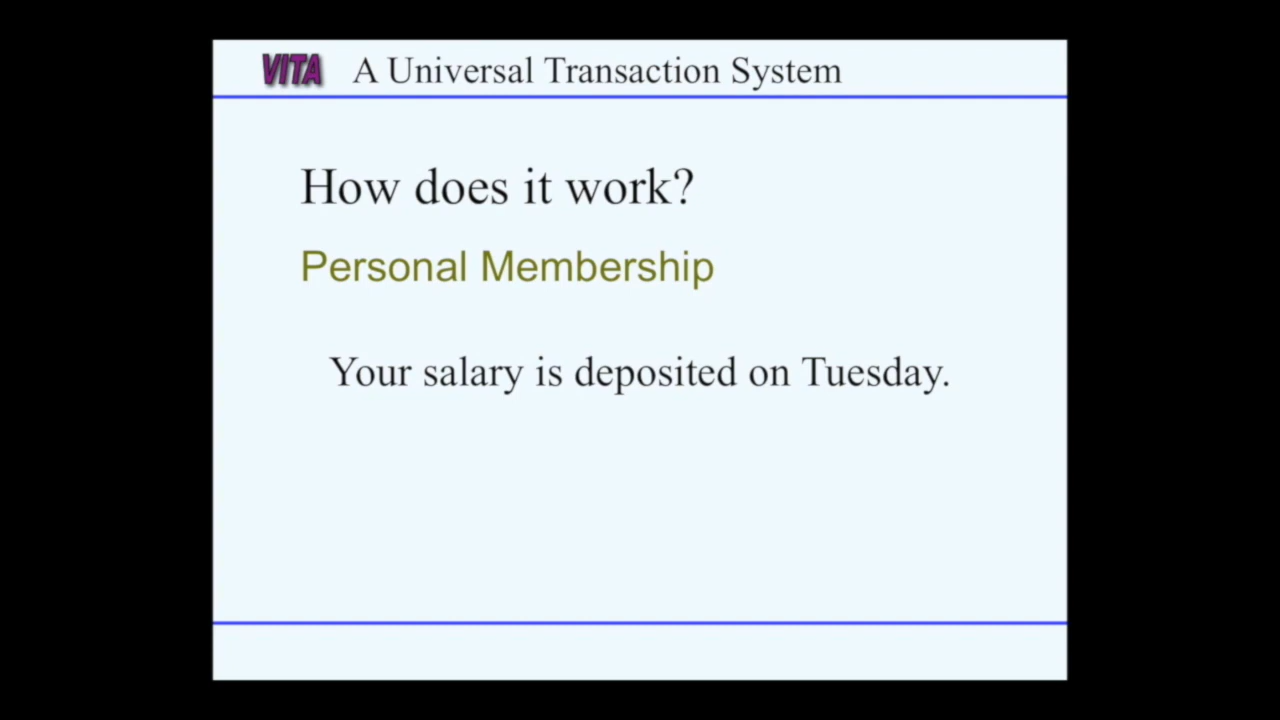 VITA A Universal Transaction System
How does it work?
Personal Membership
Your salary is deposited on Tuesday.